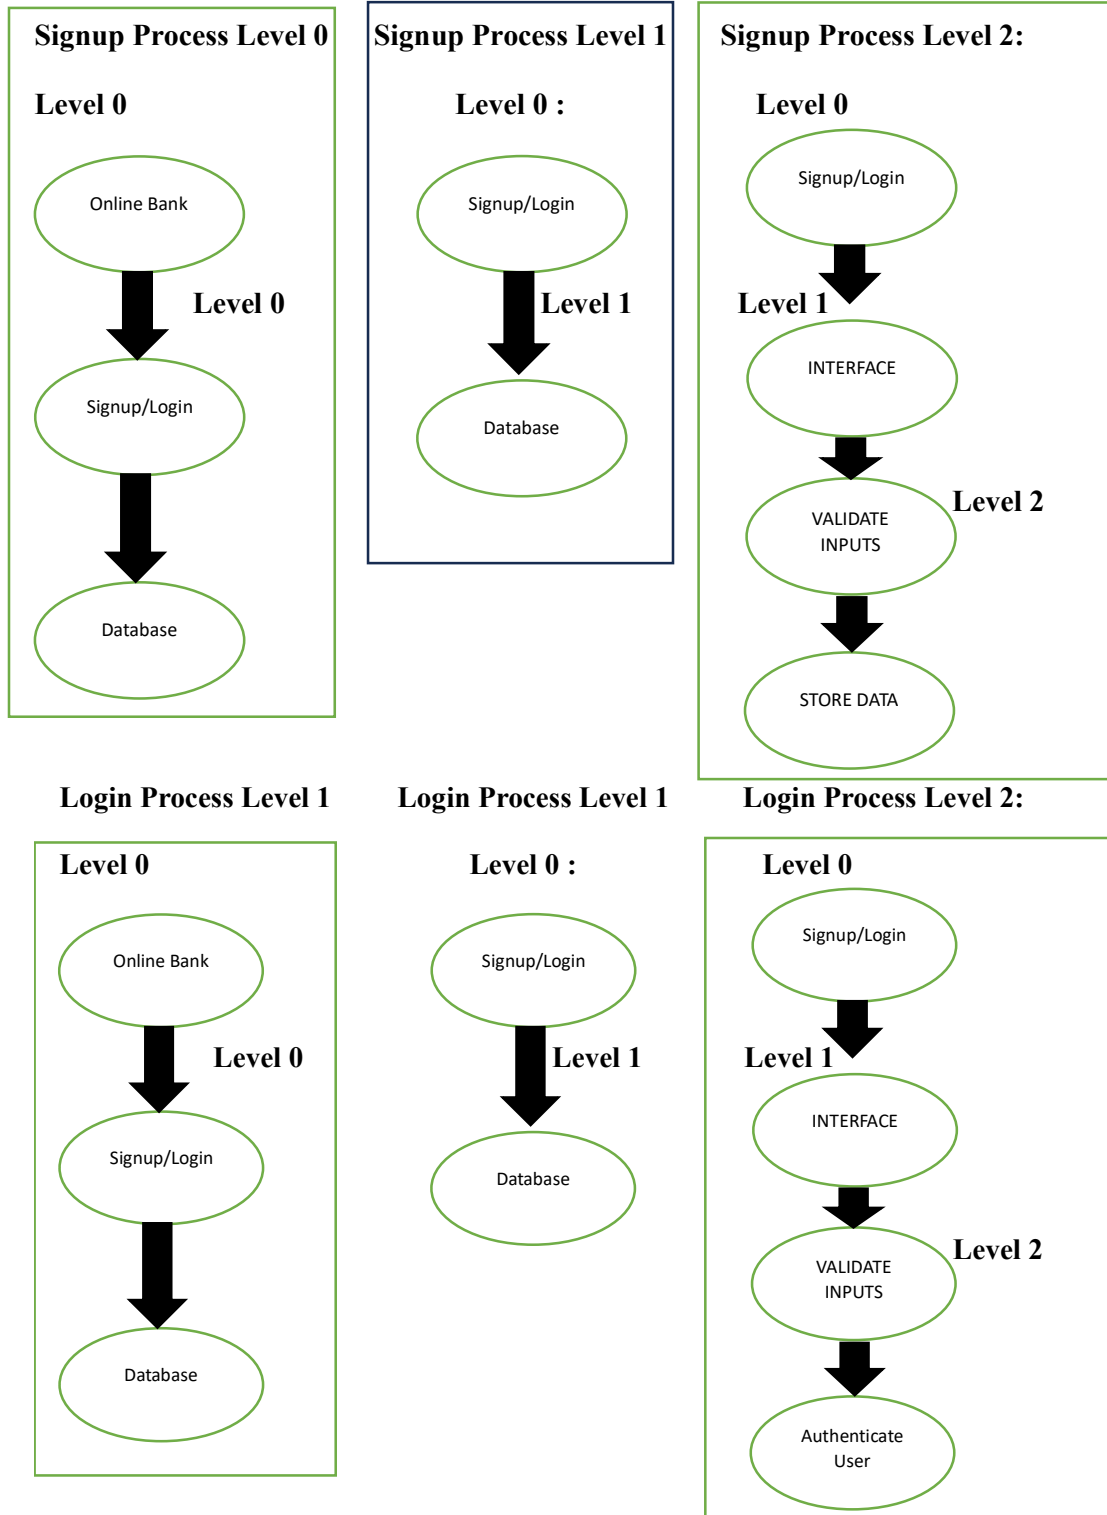 Signup Process Level 0
Level 0
Online Bank
Level 0
Signup/Login
Database
Signup Process Level 1
Level 0 :
Signup/Login
Level 1
Database
Signup Process Level 2:
Level 0
Signup/Login
Level 1
INTERFACE
Level 2
VALIDATE
INPUTS
STORE DATA
Login Process Level 1
Level 0
Online Bank
Level 0
Signup/Login
Database
Login Process Level 1
Level 0 :
Signup/Login
Level 1
Database
Login Process Level 2:
Level 0
Signup/Login
Level 1
INTERFACE
Level 2
VALIDATE
INPUTS
Authenticate
User